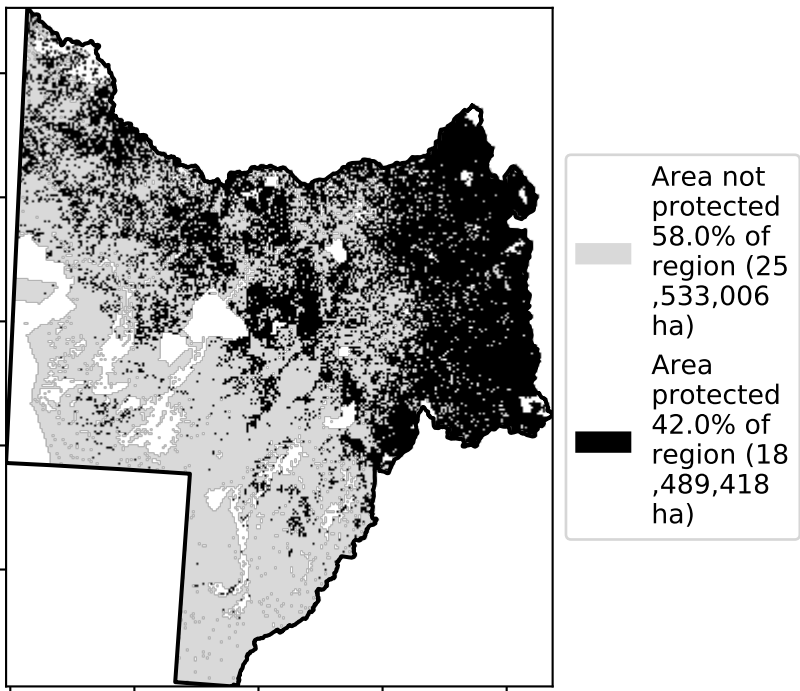 Area not
protected
58.0% of
region (25
,533,006
ha)
Area
protected
42.0% of
region (18
,489,418
ha)